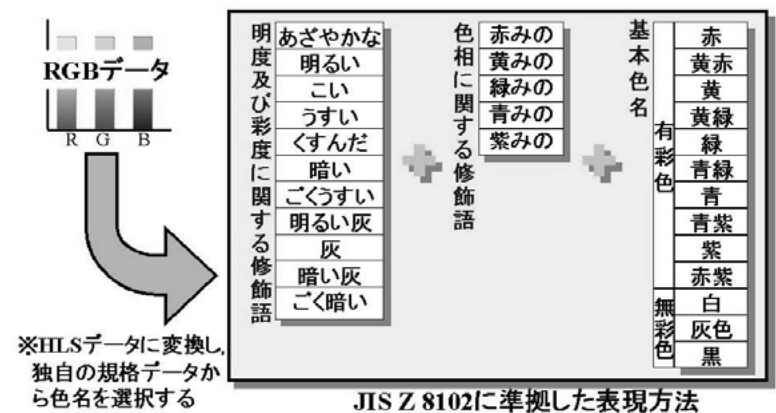 RGBデータ
R G B
※HLSデータに変換し,
独自の規格データか
ら色名を選択する
明度及び彩度に関する修飾語
あざやかな
明るい
こい
うすい
くすんだ
暗い
ごくうすい
明るい灰
灰
暗い灰
ごく暗い
色相に関する修飾語
赤みの
黄みの
緑みの
青みの
紫みの
基本色名
有彩色
赤
黄赤
黄
黄緑
緑
青緑
青
青紫
紫
赤紫
無彩色
白
灰色
黒
JIS Z 8102に準拠した表現方法